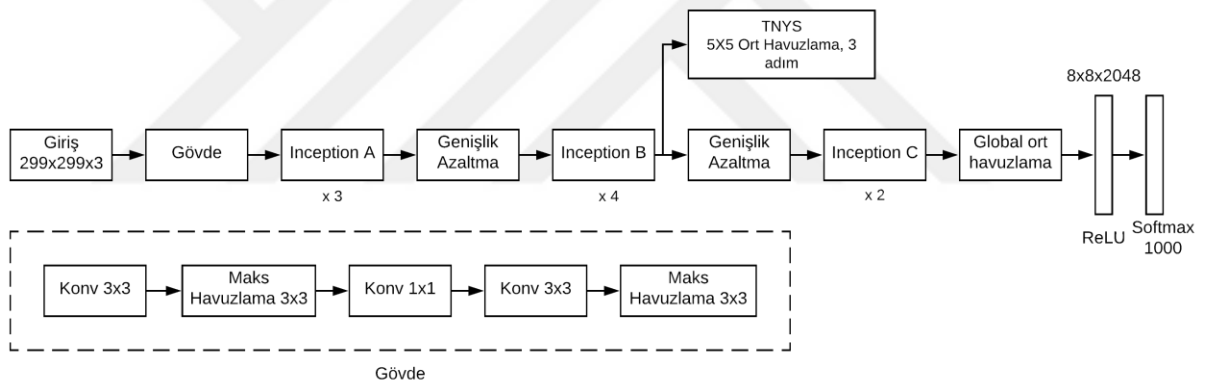 TNYS
5X5 Ort Havuzlama, 3
adım
8x8x2048
Giriş
299x299x3
Gövde
Inception A
Genişlik
Azaltma
Inception B
Genişlik
Azaltma
Inception C
Global ort
havuzlama
x 3
x 4
x 2
ReLU
Softmax
1000
Konv 3x3
Maks
Havuzlama 3x3
Konv 1x1
Konv 3x3
Maks
Havuzlama 3x3
Gövde